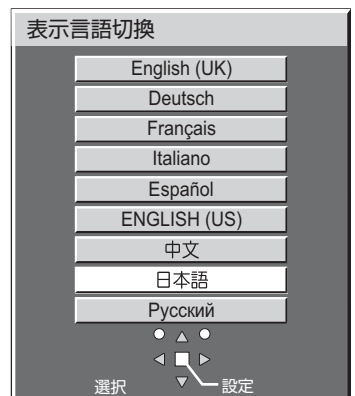 表示言語切換
English (UK)
Deutsch
Français
Italiano
Español
ENGLISH (US)
中文
日本語
Русский
選択
設定